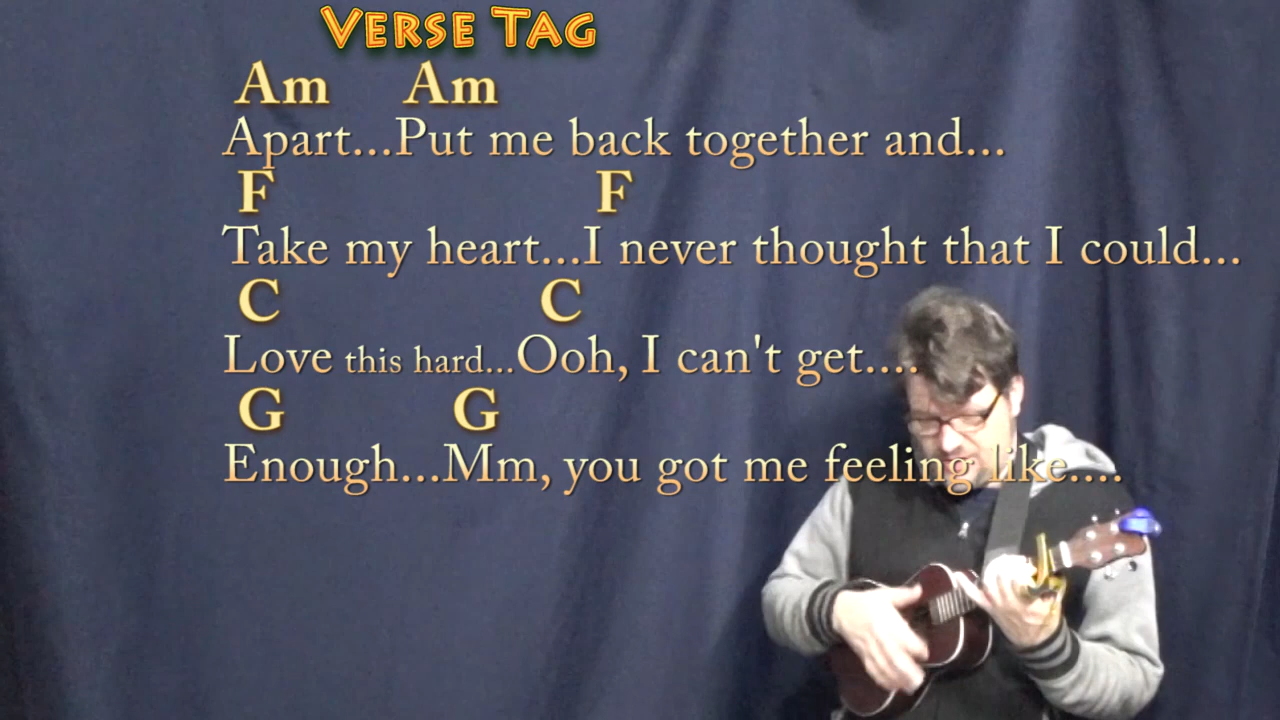 VERSE TAG
Am Am
Apart...Put me back together and...
F F
Take my heart...I never thought that I could...
C C
Love this hard...Ooh, I can't get....
G G
Enough...Mm, you got me feeling like....